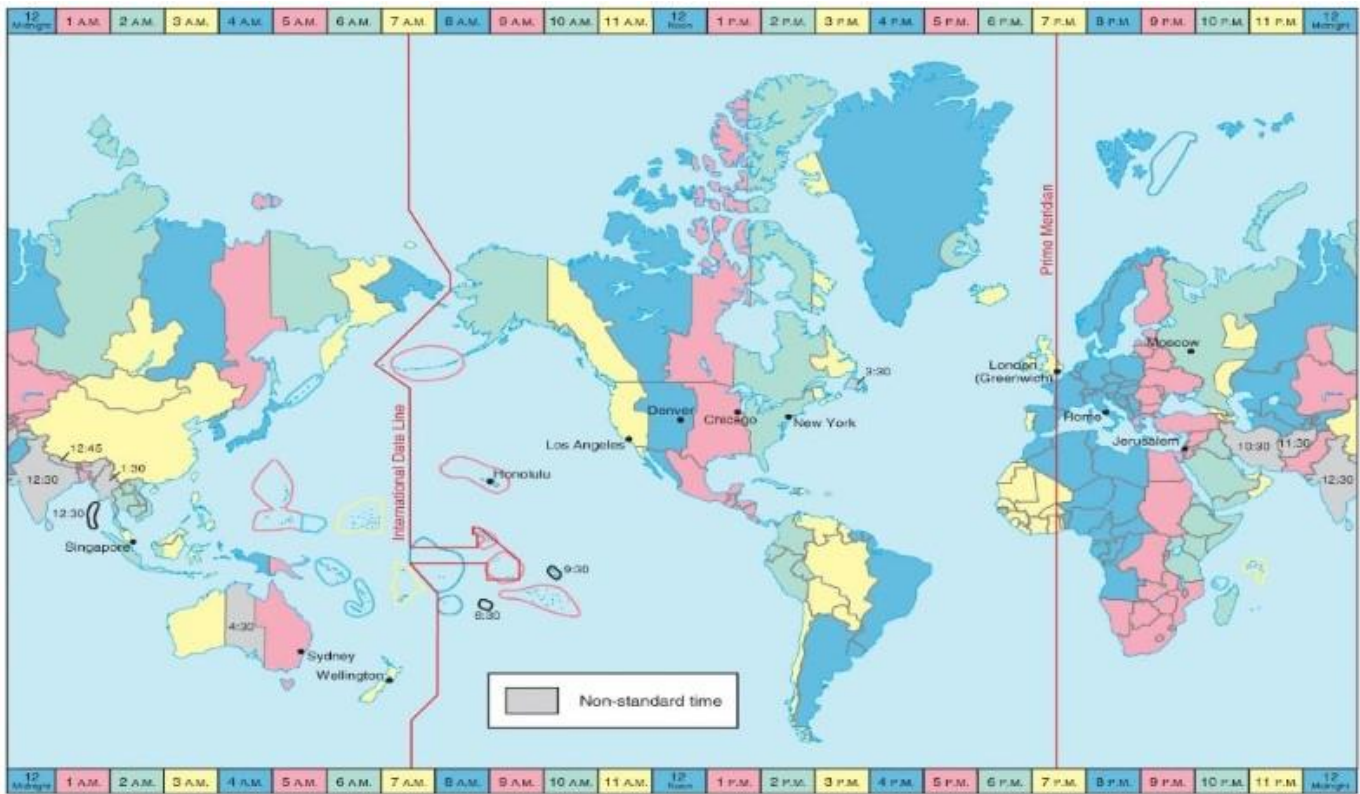 12 Midnight 1 A.M. 2 A.M. 3 A.M. 4 A.M. 5 A.M. 6 A.M. 7 A.M. 8 A.M. 9 A.M. 10 A.M. 11 A.M. 12 Noon 1 P.M. 2 P.M. 3 P.M. 4 P.M. 5 P.M. 6 P.M. 7 P.M. 8 P.M. 9 P.M. 10 P.M. 11 P.M. 12 Midnight
Prime Meridian
Moscow
London
(Greenwich)
3:30
Denver
Chicago
New York
Rome
Los Angeles
Jerusalem
10:30
11:30
12:45
1:30
12:30
12:30
Honolulu
International Date Line
12:30
Singapore
9:30
4:30
Sydney
Wellington
Non-standard time
12 Midnight 1 A.M. 2 A.M. 3 A.M. 4 A.M. 5 A.M. 6 A.M. 7 A.M. 8 A.M. 9 A.M. 10 A.M. 11 A.M. 12 Noon 1 P.M. 2 P.M. 3 P.M. 4 P.M. 5 P.M. 6 P.M. 7 P.M. 8 P.M. 9 P.M. 10 P.M. 11 P.M. 12 Midnight